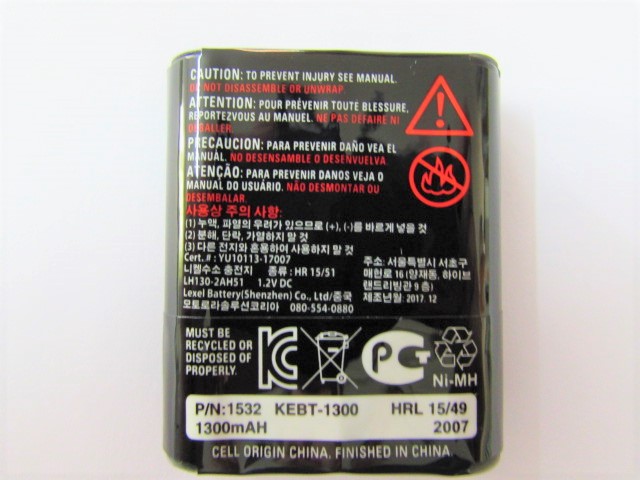 CAUTION: TO PREVENT INJURY SEE MANUAL.
DO NOT DISASSEMBLE OR UNWRAP
ATTENTION: POUR PRÉVENIR TOUTE BLESSURE,
REPORTEZVOUS AU MANUEL. NE PAS DÉFAIRE NI
DÉBALLER.
PRECAUCION: PARA PREVENIR DAÑO VEA EL
MANUAL. NO DESENSAMBLE O DESENVUELVA
ATENÇÃO: PARA PREVENIR DANOS VEJA O
MANUAL DO USUÁRIO. NÃO DESMONTAR OU
DESEMBALAR
사용상 주의 사항:
(1) 누액, 파열의 우려가 있으므로 (+), (-)를 바르게 넣을 것
(2) 분해, 단락, 가열하지 말 것
(3) 다른 전지와 혼용하여 사용하지 말 것
Cert.# : YU10113-17007
니켈수소 충전지 종류 : HR 15/51
LH130-2AH51 1.2V DC
Lexel Battery(Shenzhen) Co., Ltd/중국
모토로라솔루션코리아 080-554-0880
주소: 서울특별시 서초구
매헌로 16 (양재동, 하이브
랜드리빙관 9 층)
제조년월: 2017. 12
MUST BE
RECYCLED OR
DISPOSED OF
PROPERLY.
Ni-MH
P/N:1532 KEBT-1300 HRL 15/49
1300mAH 2007
CELL ORIGIN CHINA, FINISHED IN CHINA.